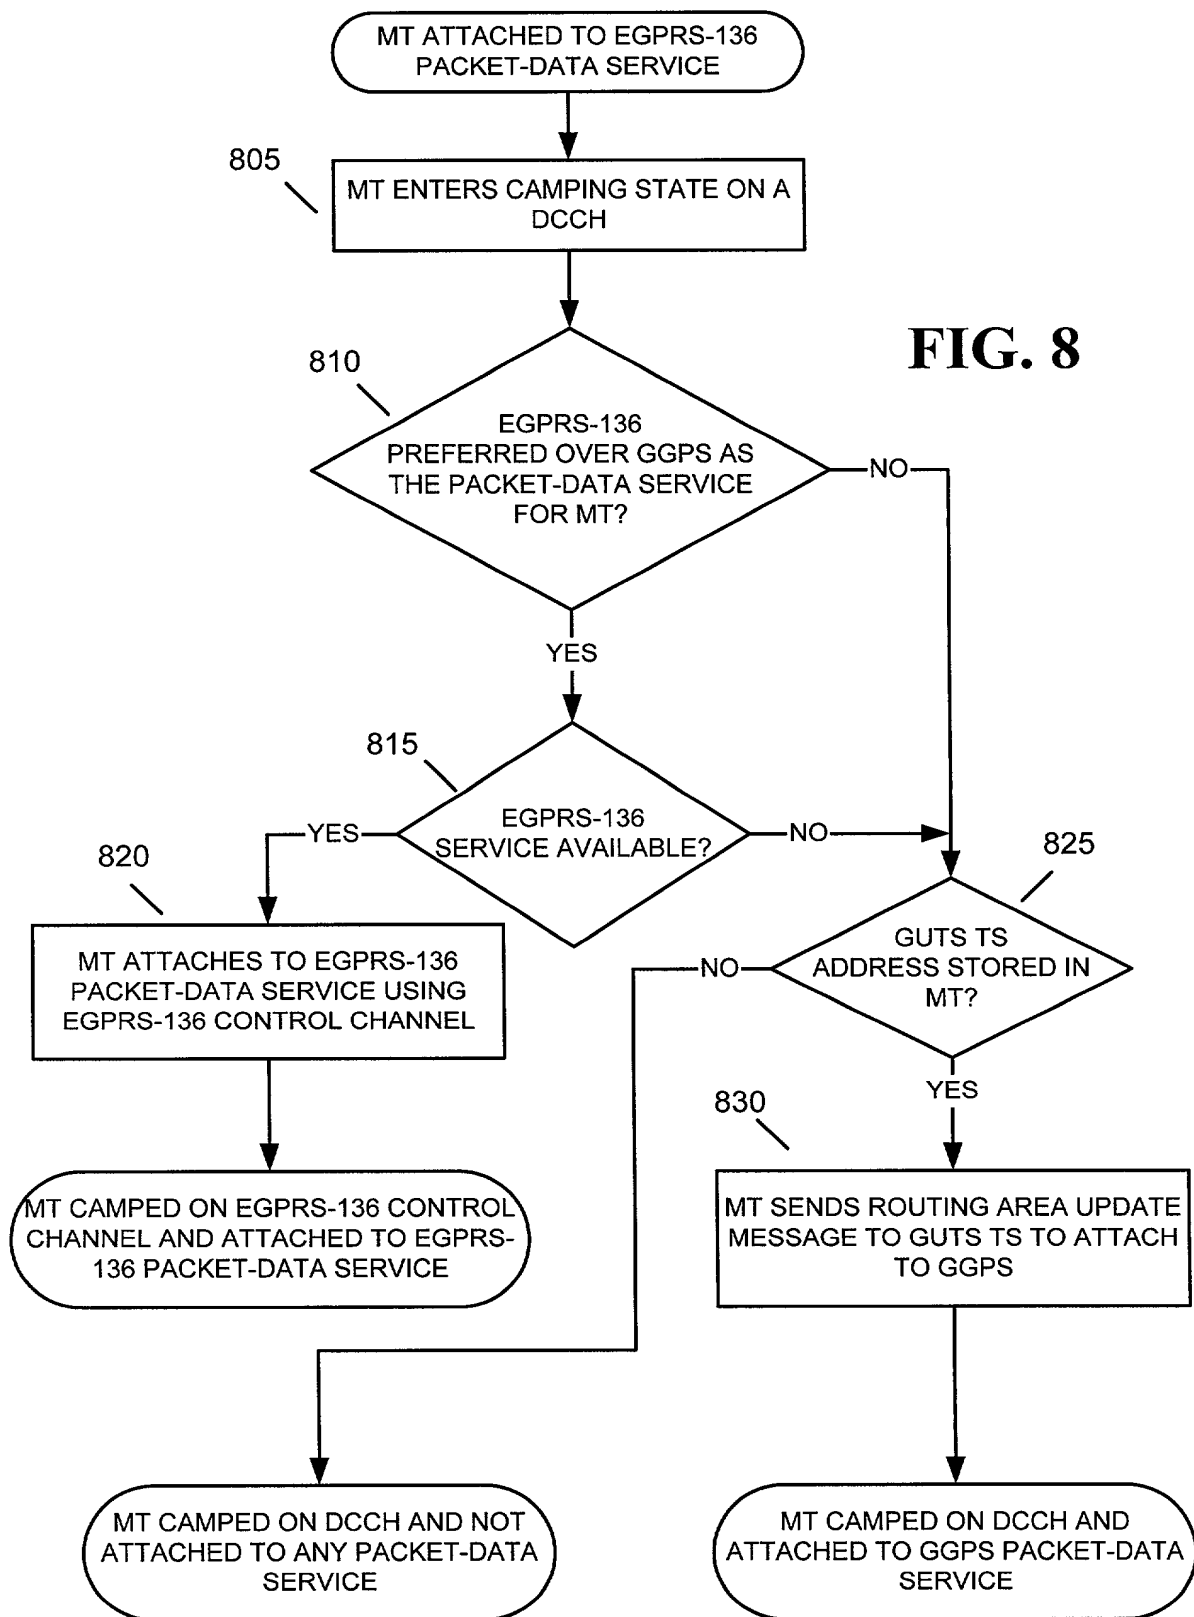 MT ATTACHED TO EGPRS-136
PACKET-DATA SERVICE
805
MT ENTERS CAMPING STATE ON A
DCCH
FIG. 8
810
EGPRS-136
PREFERRED OVER GGPS AS
THE PACKET-DATA SERVICE
FOR MT?
NO
YES
815
EGPRS-136
SERVICE AVAILABLE?
YES
NO
820
825
MT ATTACHES TO EGPRS-136
PACKET-DATA SERVICE USING
EGPRS-136 CONTROL CHANNEL
GUTS TS
ADDRESS STORED IN
MT?
NO
YES
830
MT CAMPED ON EGPRS-136 CONTROL
CHANNEL AND ATTACHED TO EGPRS-
136 PACKET-DATA SERVICE
MT SENDS ROUTING AREA UPDATE
MESSAGE TO GUTS TS TO ATTACH
TO GGPS
MT CAMPED ON DCCH AND NOT
ATTACHED TO ANY PACKET-DATA
SERVICE
MT CAMPED ON DCCH AND
ATTACHED TO GGPS PACKET-DATA
SERVICE